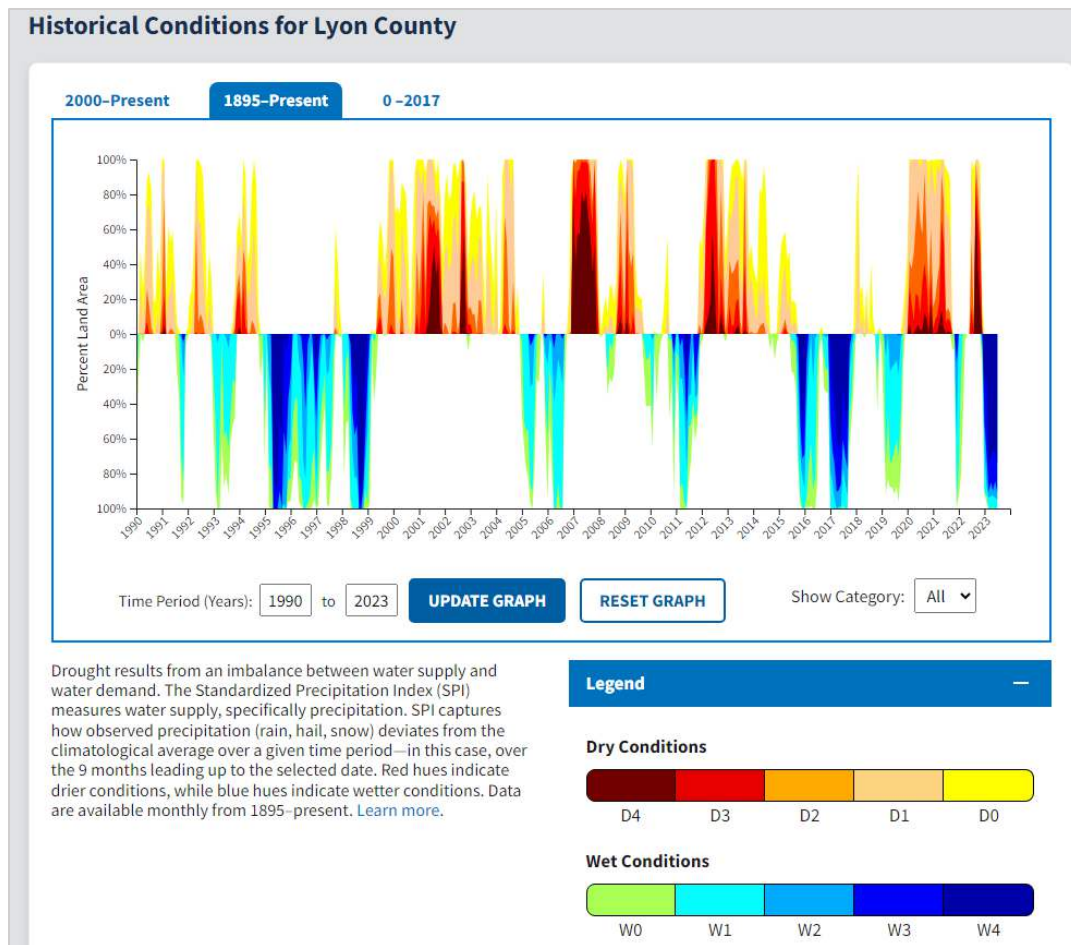 Historical Conditions for Lyon County
2000–Present 1895–Present 0 –2017
100%
80%
60%
40%
20%
0%
20%
40%
60%
80%
100%
Percent Land Area
1990 1991 1992 1993 1994 1995 1996 1997 1998 1999 2000 2001 2002 2003 2004 2005 2006 2007 2008 2009 2010 2011 2012 2013 2014 2015 2016 2017 2018 2019 2020 2021 2022 2023
Time Period (Years): 1990 to 2023 UPDATE GRAPH RESET GRAPH Show Category: All
Drought results from an imbalance between water supply and
water demand. The Standardized Precipitation Index (SPI)
measures water supply, specifically precipitation. SPI captures
how observed precipitation (rain, hail, snow) deviates from the
climatological average over a given time period—in this case, over
the 9 months leading up to the selected date. Red hues indicate
drier conditions, while blue hues indicate wetter conditions. Data
are available monthly from 1895–present. Learn more.
Legend
Dry Conditions
D4 D3 D2 D1 D0
Wet Conditions
W0 W1 W2 W3 W4